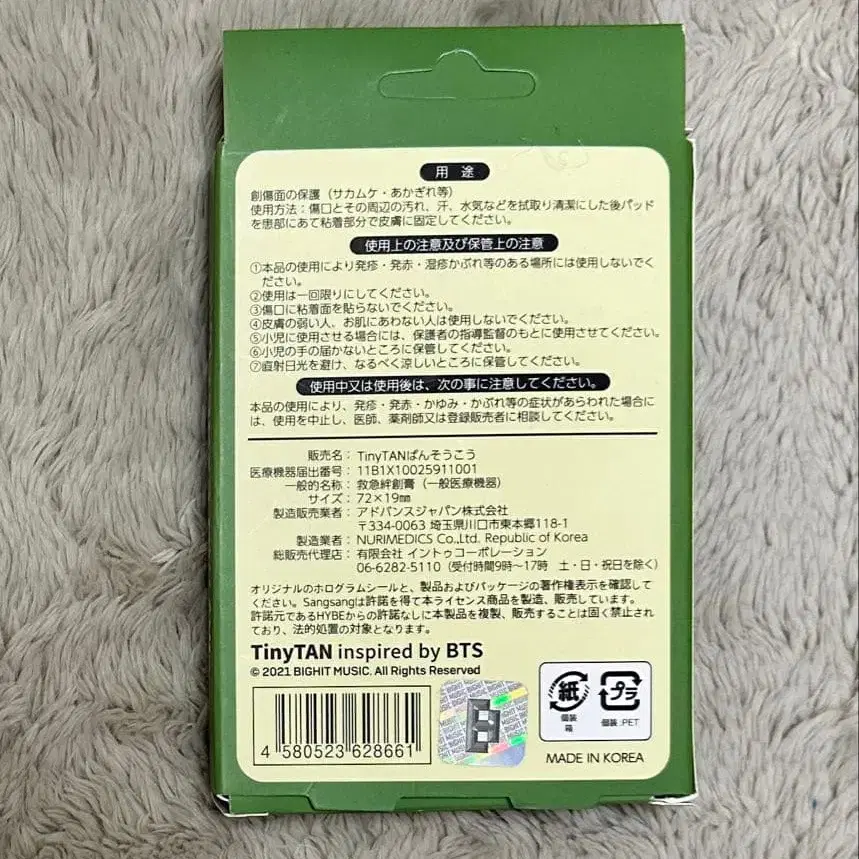 用 途
創傷面の保護（サカムケ・あかぎれ等）
使用方法：傷口とその周辺の汚れ、汗、水気などを拭取り清潔にした後パッド
を患部にあて粘着部分で皮膚に固定してください。
使用上の注意及び保管上の注意
①本品の使用により発疹・発赤・湿疹かぶれ等のある場所には使用しないでく
ださい。
②使用は一回限りにしてください。
③傷口に粘着面を貼らないでください。
④皮膚の弱い人、お肌にあわない人は使用しないでください。
⑤小児に使用させる場合には、保護者の指導監督のもとに使用させてください。
⑥小児の手の届かないところに保管してください。
⑦直射日光を避け、なるべく涼しいところに保管してください。
使用中又は使用後は、次の事に注意してください。
本品の使用により、発疹・発赤・かゆみ・かぶれ等の症状があらわれた場合に
は、使用を中止し、医師、薬剤師又は登録販売者に相談してください。
販売名：TinyTANばんそうこう
医療機器届出番号：11B1X10025911001
一般的名称：救急絆創膏（一般医療機器）
サイズ：72×19㎜
製造販売業者：アドバンスジャパン株式会社
〒334-0063 埼玉県川口市東本郷118-1
製造業者：NURIMEDICS Co.,Ltd. Republic of Korea
総販売代理店：有限会社 イントゥコーポレーション
06-6282-5110（受付時間9時～17時 土・日・祝日を除く）
オリジナルのホログラムシールと、製品およびパッケージの著作権表示を確認して
ください。Sangsangは許諾を得て本ライセンス商品を製造、販売しています。
許諾元であるHYBEからの許諾なしに本製品を複製、販売することは固く禁止され
ており、法的処置の対象となります。
TinyTAN inspired by BTS
© 2021 BIGHIT MUSIC. All Rights Reserved
4 580523 628661
BIGHIT MUSIC
紙
個装
箱
プラ
個装:PET
MADE IN KOREA